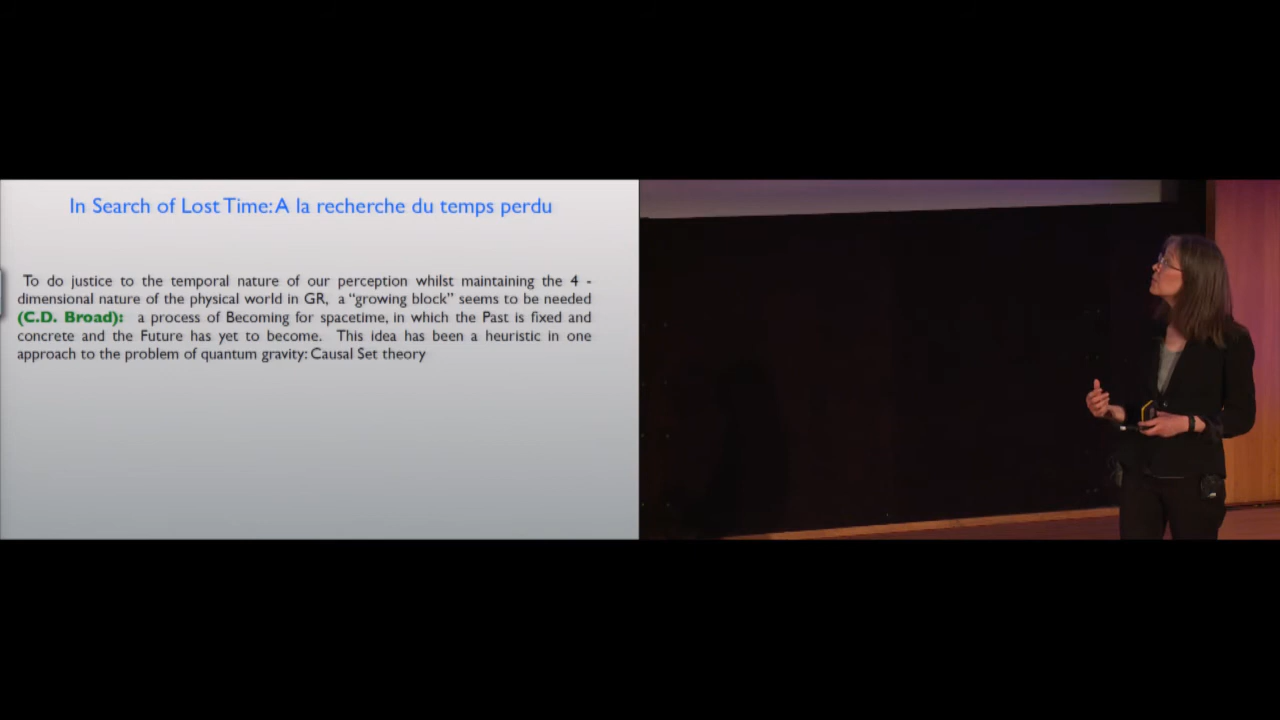 In Search of Lost Time: A la recherche du temps perdu
To do justice to the temporal nature of our perception whilst maintaining the 4 -
dimensional nature of the physical world in GR, a “growing block” seems to be needed
(C.D. Broad): a process of Becoming for spacetime, in which the Past is fixed and
concrete and the Future has yet to become. This idea has been a heuristic in one
approach to the problem of quantum gravity: Causal Set theory